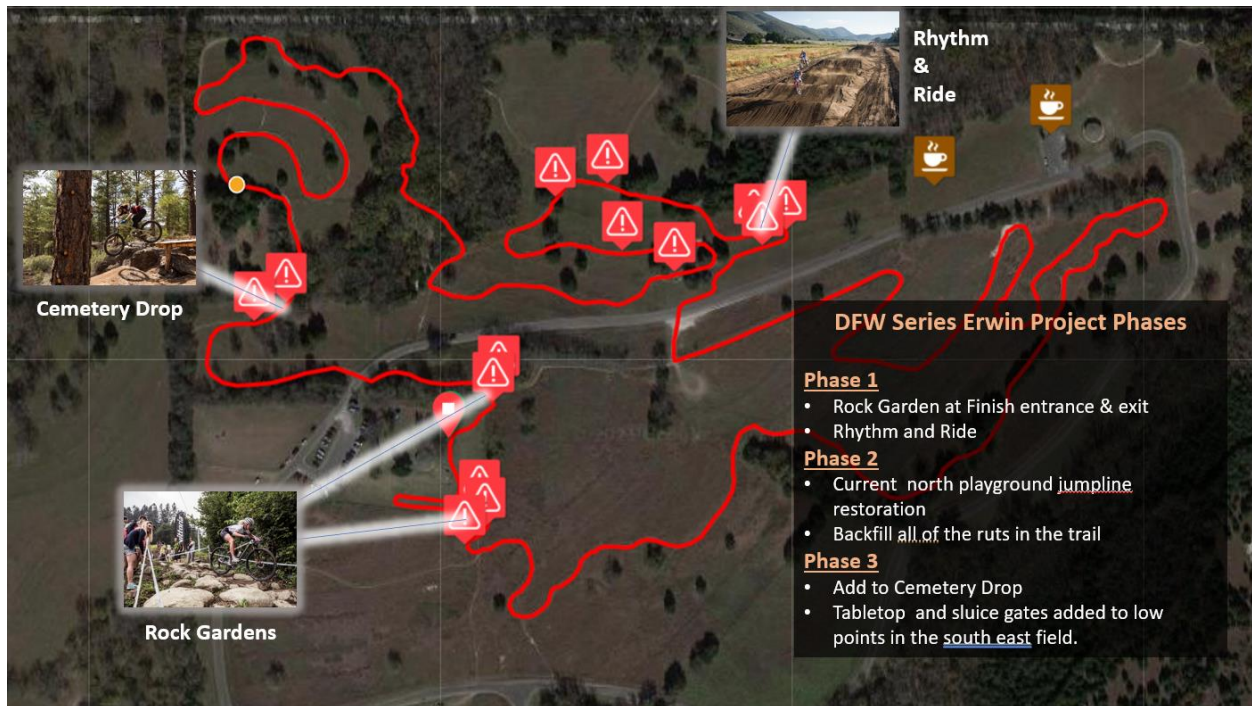 Rhythm
&
Ride
Cemetery Drop
DFW Series Erwin Project Phases
Phase 1
• Rock Garden at Finish entrance & exit
• Rhythm and Ride
Phase 2
• Current north playground jumpline
restoration
• Backfill all of the ruts in the trail
Phase 3
• Add to Cemetery Drop
• Tabletop and sluice gates added to low
points in the south east field.
Rock Gardens